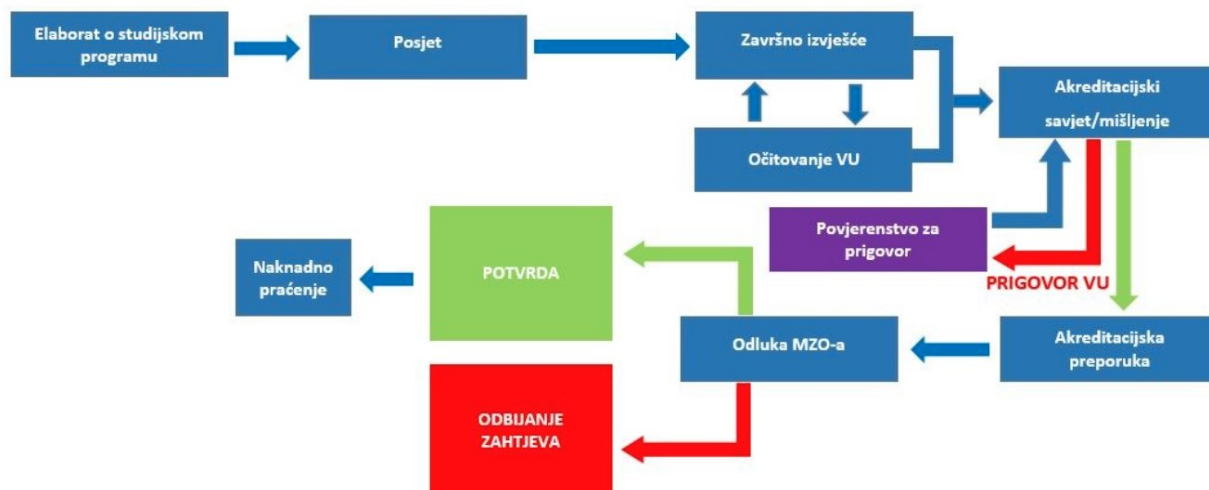 Elaborat o studijskom
programu
Posjet
Završno izvješće
Akreditacijski
savjet/mišljenje
Očitovanje VU
Povjerenstvo za
prigovor
PRIGOVOR VU
Naknadno
praćenje
POTVRDA
Odluka MZO-a
Akreditacijska
preporuka
ODBIJANJE
ZAHTJEVA